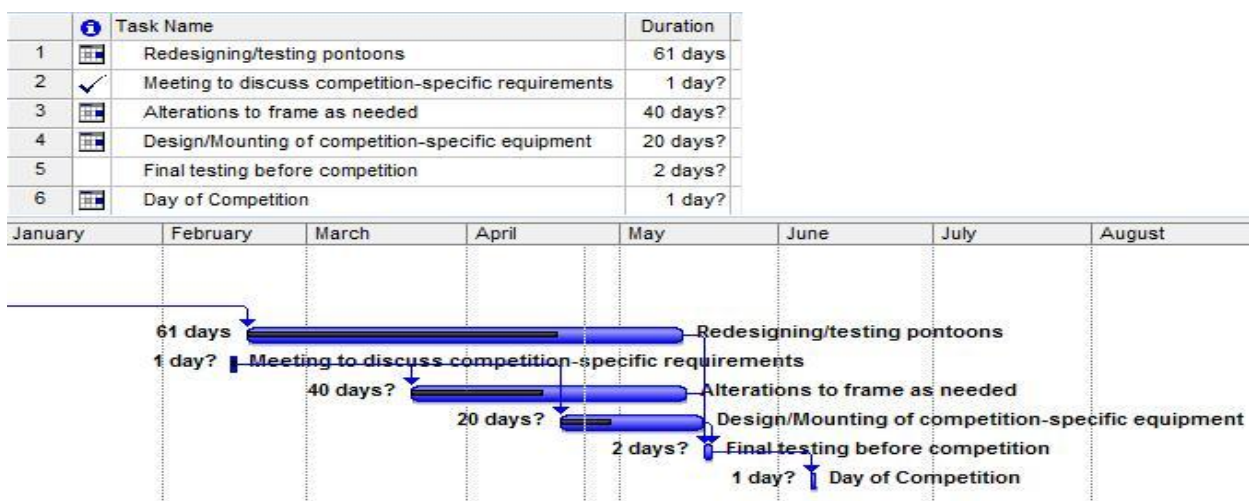 Task Name Duration
1 Redesigning/testing pontoons 61 days
2 Meeting to discuss competition-specific requirements 1 day?
3 Alterations to frame as needed 40 days?
4 Design/Mounting of competition-specific equipment 20 days?
5 Final testing before competition 2 days?
6 Day of Competition 1 day?
January February March April May June July August
61 days Redesigning/testing pontoons
1 day? Meeting to discuss competition-specific requirements
40 days? Alterations to frame as needed
20 days? Design/Mounting of competition-specific equipment
2 days? Final testing before competition
1 day? Day of Competition